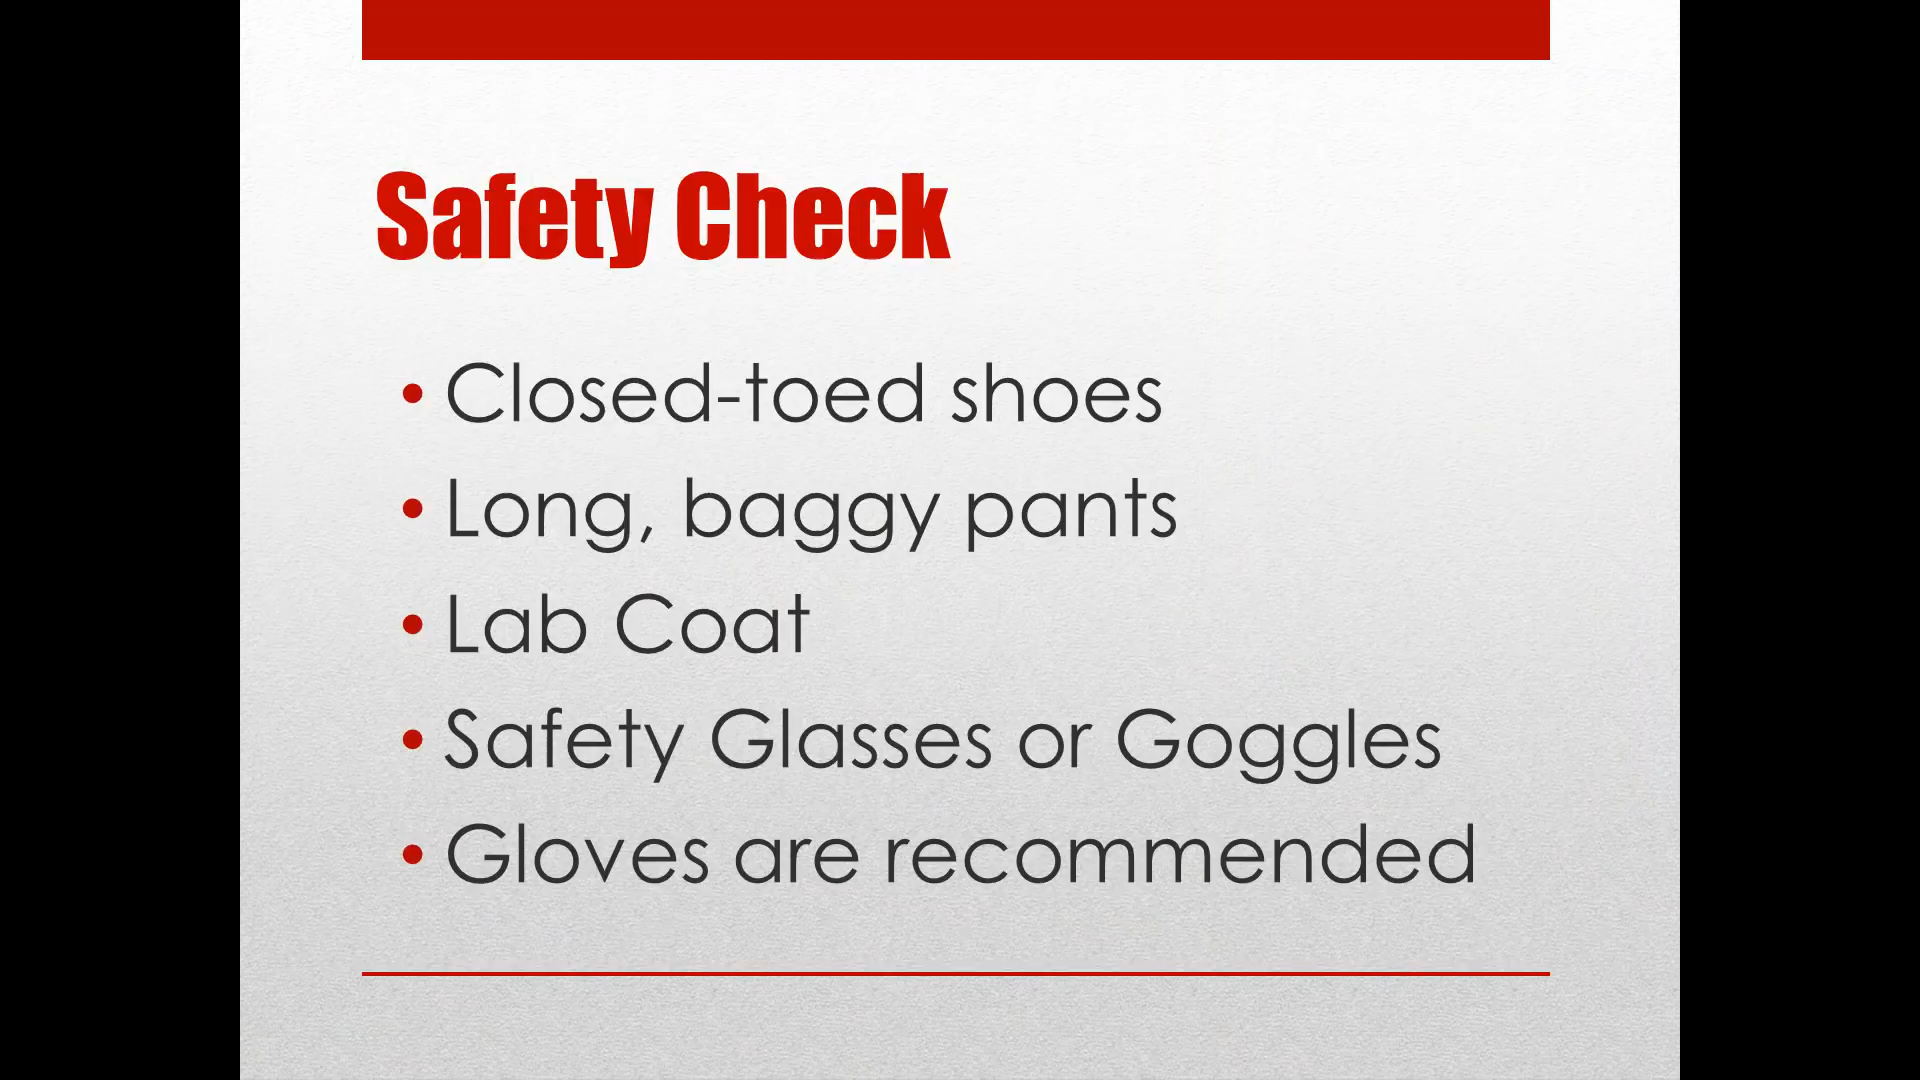 Safety Check
• Closed-toed shoes
• Long, baggy pants
• Lab Coat
• Safety Glasses or Goggles
• Gloves are recommended